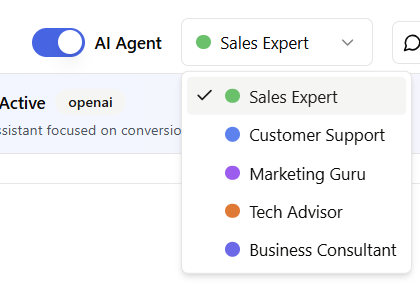 AI Agent
Sales Expert
Active
openai
ssistant focused on conversio
Sales Expert
Customer Support
Marketing Guru
Tech Advisor
Business Consultant